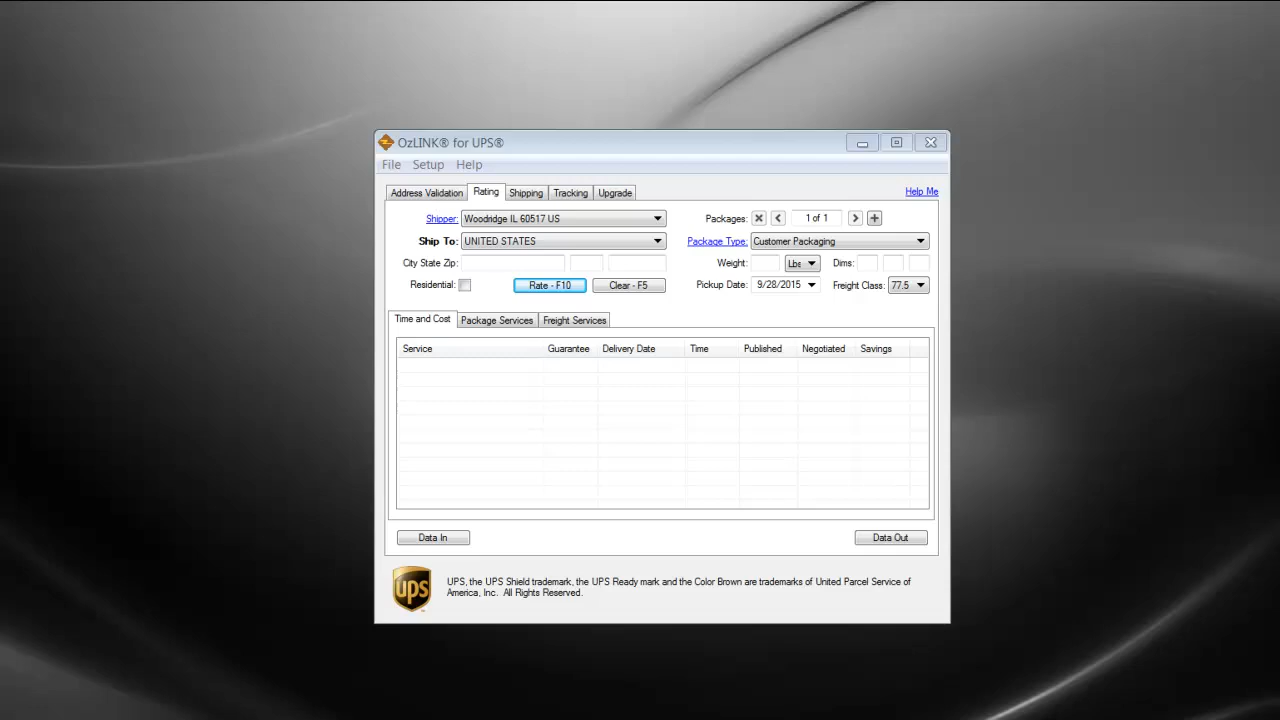 OzLINK® for UPS®
File Setup Help
Address Validation Rating Shipping Tracking Upgrade Help Me
Shipper: Woodridge IL 60517 US Packages: 1 of 1
Ship To: UNITED STATES Package Type: Customer Packaging
City State Zip: Weight: Lbs Dims:
Residential: Rate - F10 Clear - F5 Pickup Date: 9/28/2015 Freight Class: 77.5
Time and Cost Package Services Freight Services
Service Guarantee Delivery Date Time Published Negotiated Savings
Data In Data Out
ups
UPS, the UPS Shield trademark, the UPS Ready mark and the Color Brown are trademarks of United Parcel Service of
America, Inc. All Rights Reserved.